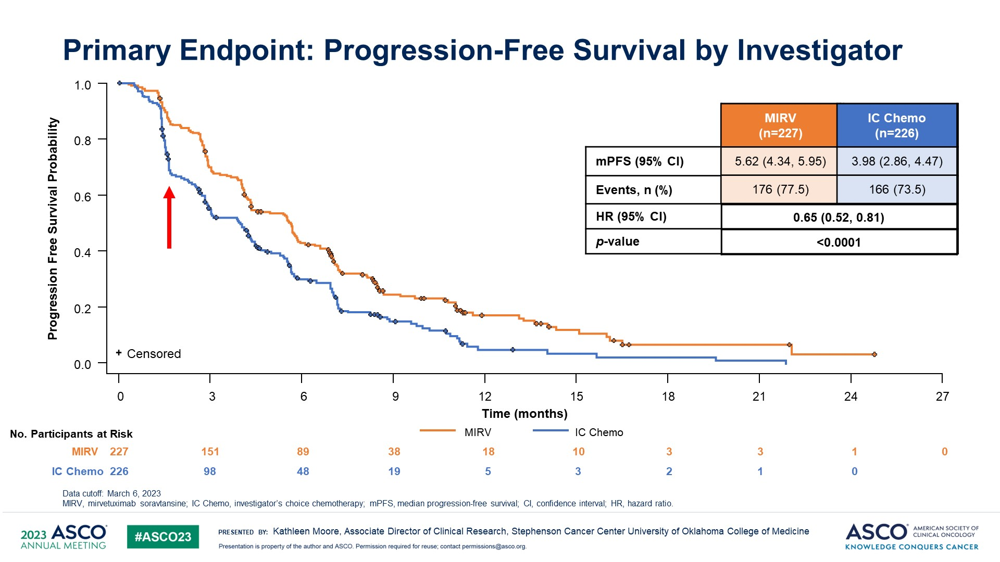 Primary Endpoint: Progression-Free Survival by Investigator
Progression Free Survival Probability
1.0
0.8
0.6
0.4
0.2
0.0
+ Censored
0 3 6 9 12 15 18 21 24 27
Time (months)
MIRV
(n=227)
IC Chemo
(n=226)
mPFS (95% CI) 5.62 (4.34, 5.95) 3.98 (2.86, 4.47)
Events, n (%) 176 (77.5) 166 (73.5)
HR (95% CI) 0.65 (0.52, 0.81)
p-value <0.0001
MIRV IC Chemo
No. Participants at Risk
MIRV 227 151 89 38 18 10 3 3 1 0
IC Chemo 226 98 48 19 5 3 2 1 0
Data cutoff: March 6, 2023
MIRV, mirvetuximab soravtansine; IC Chemo, investigator’s choice chemotherapy; mPFS, median progression-free survival; CI, confidence interval; HR, hazard ratio.
2023 ASCO®
ANNUAL MEETING
#ASCO23
PRESENTED BY: Kathleen Moore, Associate Director of Clinical Research, Stephenson Cancer Center University of Oklahoma College of Medicine
Presentation is property of the author and ASCO. Permission required for reuse; contact permissions@asco.org.
ASCO® AMERICAN SOCIETY OF
CLINICAL ONCOLOGY
KNOWLEDGE CONQUERS CANCER